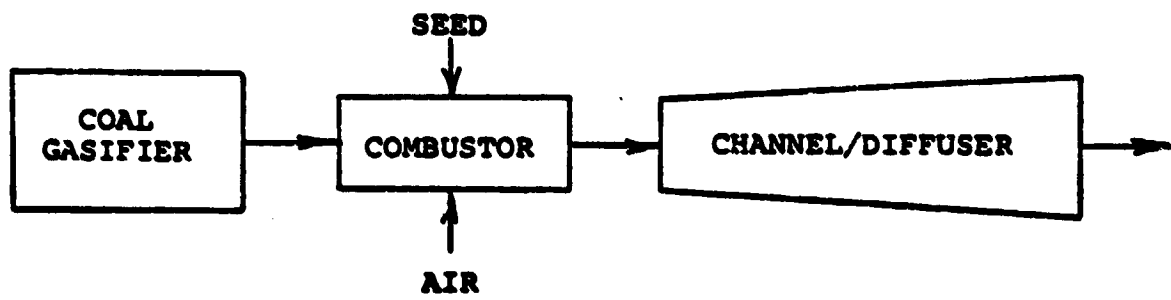 SEED
COAL
GASIFIER
COMBUSTOR
CHANNEL/DIFFUSER
AIR